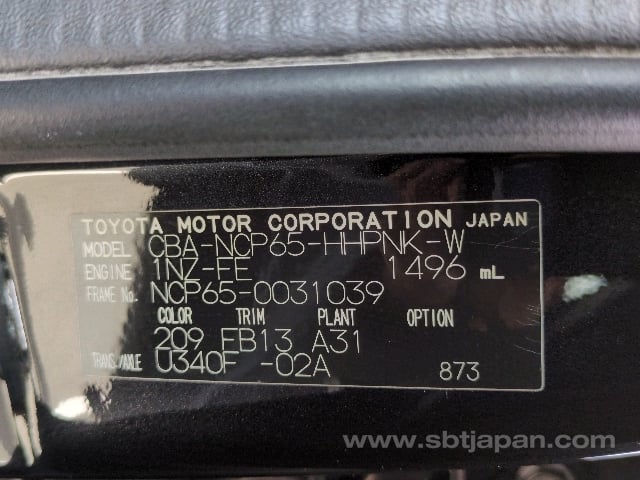 TOYOTA MOTOR CORPORATION JAPAN
MODEL CBA-NCP65-HHPNK-W
ENGINE 1NZ-FE 1496 mL
FRAME No. NCP65-0031039
COLOR TRIM PLANT OPTION
209 FB13 A31
TRANS./AXLE U340F -02A 873
www.sbtjapan.com